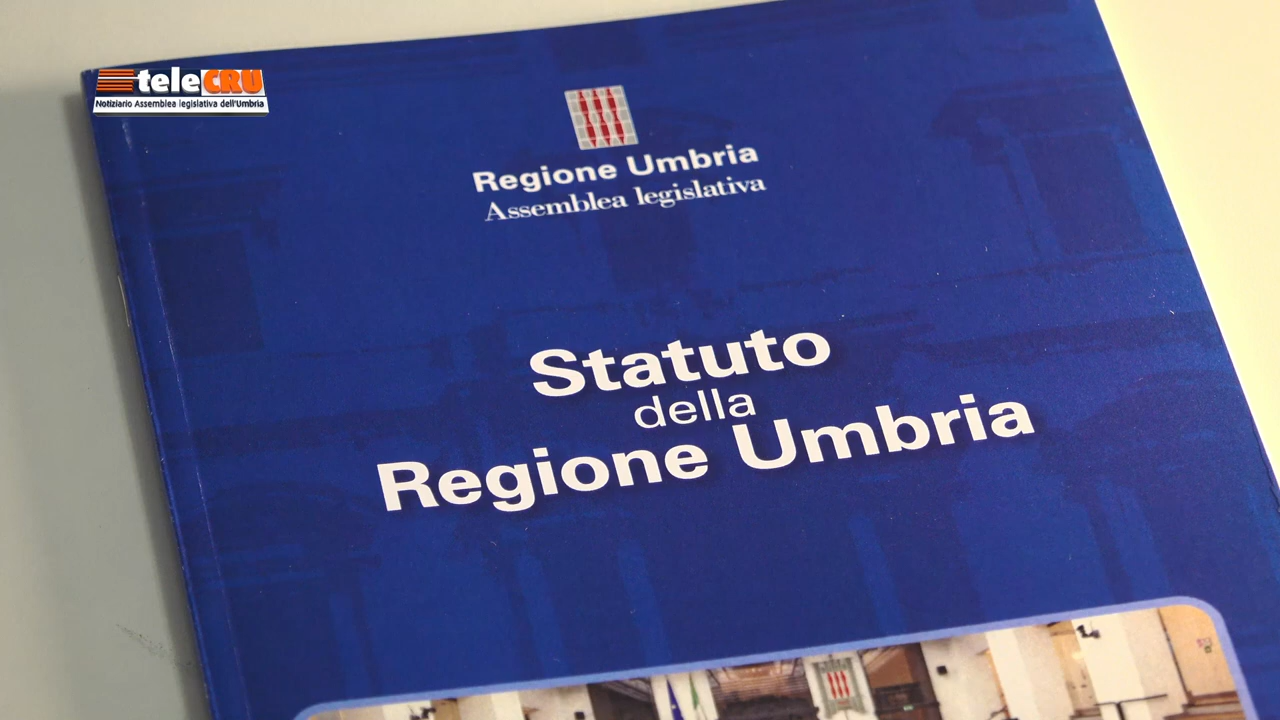 teleCRU
Notiziario Assemblea legislativa dell'Umbria
Regione Umbria
Assemblea legislativa
Statuto
della
Regione Umbria